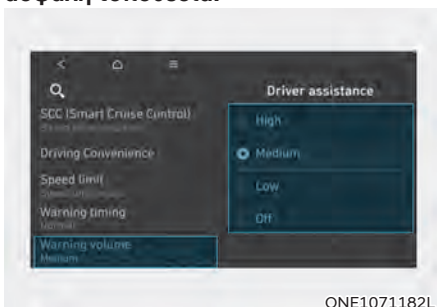 Driver assistance
SCC (Smart Cruise Control)
Driving Convenience
Speed limit
Warning timing
Normal
Warning volume
Medium
High
Medium
Low
Off
ONE1071182L